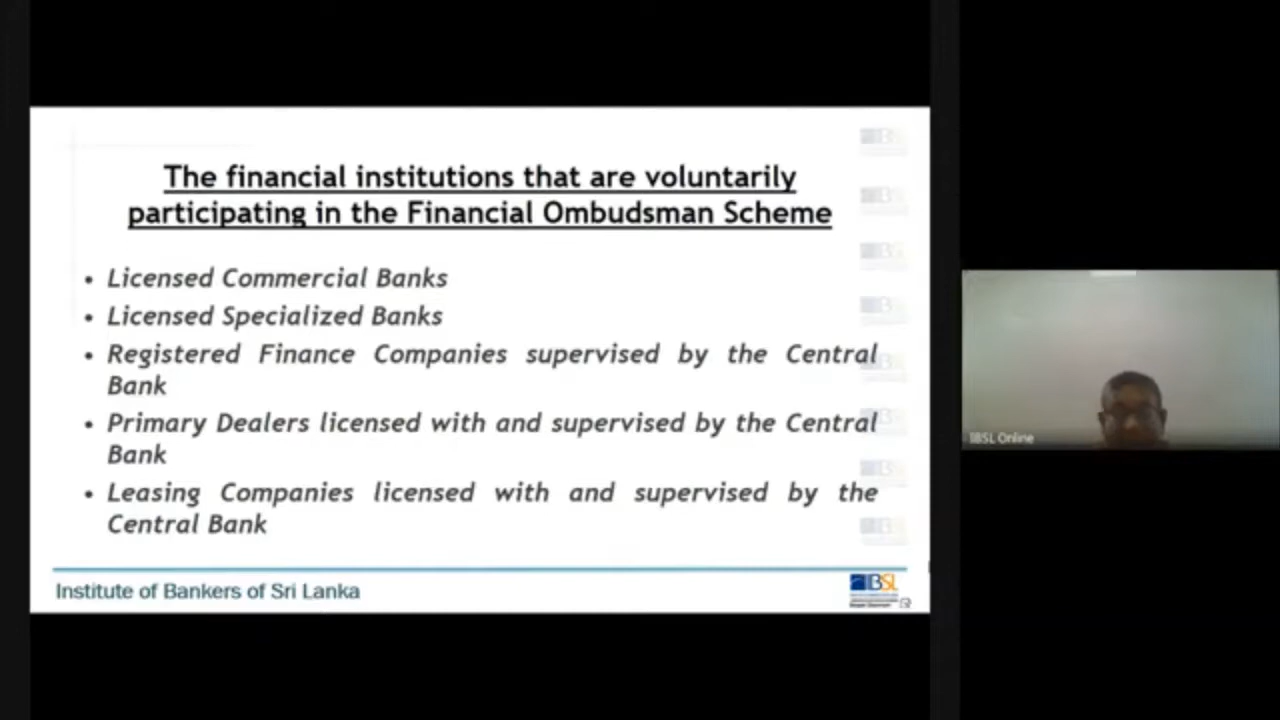 The financial institutions that are voluntarily
participating in the Financial Ombudsman Scheme
• Licensed Commercial Banks
• Licensed Specialized Banks
• Registered Finance Companies supervised by the Central
Bank
• Primary Dealers licensed with and supervised by the Central
Bank
• Leasing Companies licensed with and supervised by the
Central Bank
Institute of Bankers of Sri Lanka
IBSL
IBSL Online